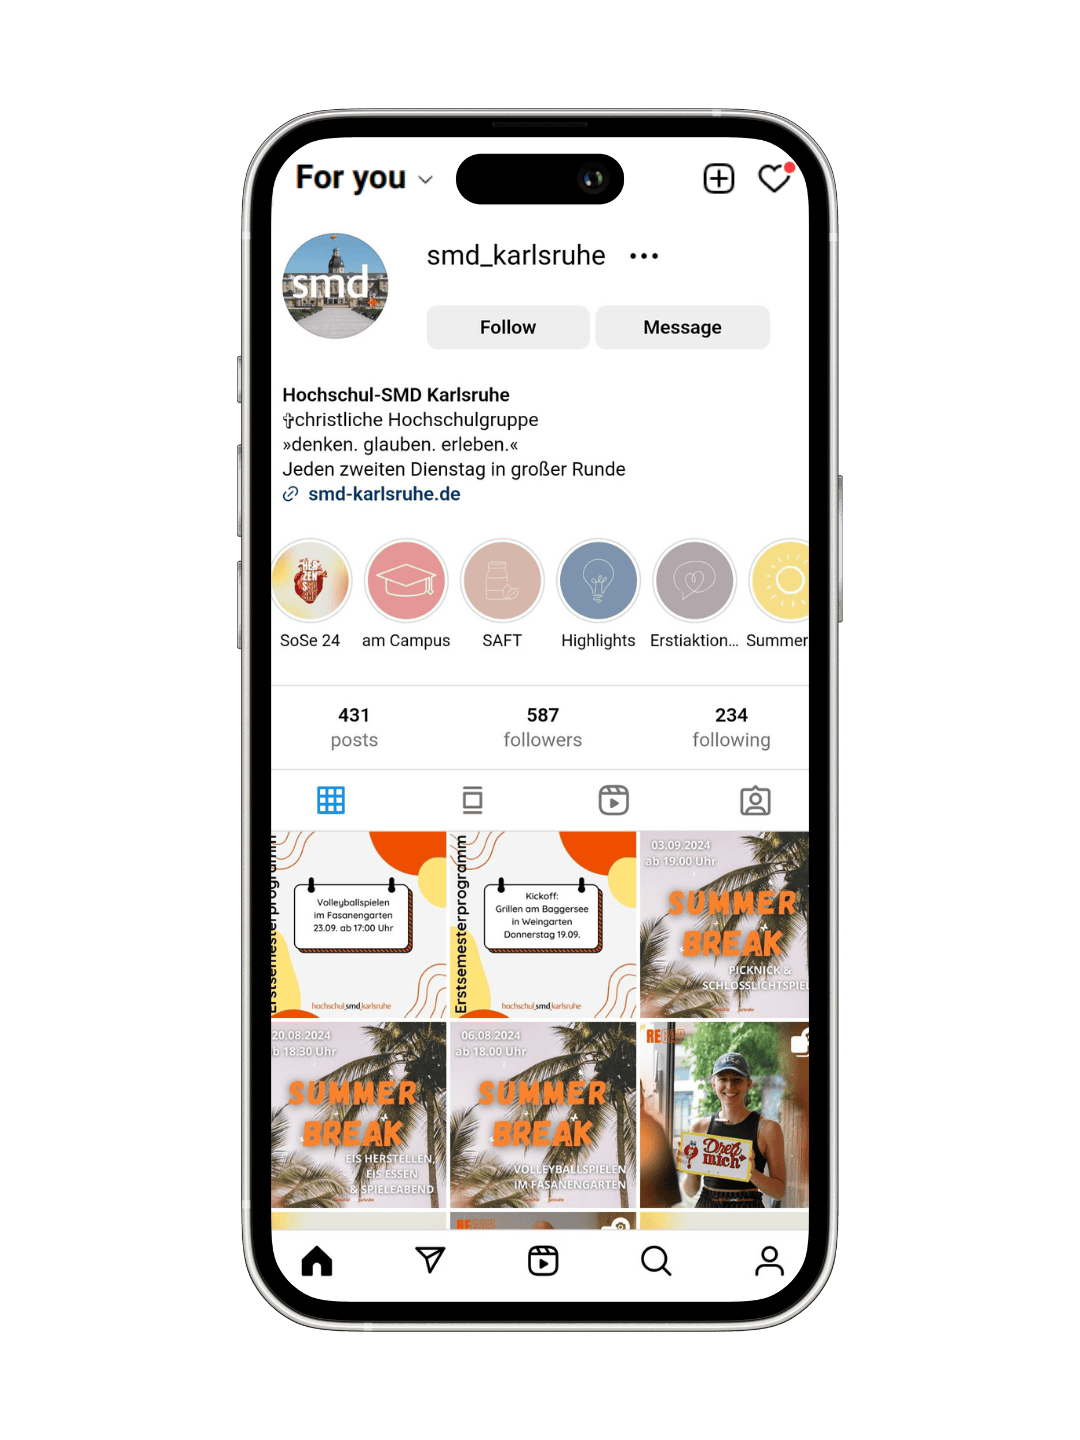 For you
smd_karlsruhe
smd.
Follow
Message
Hochschul-SMD Karlsruhe
✞christliche Hochschulgruppe
»denken. glauben. erleben.«
Jeden zweiten Dienstag in großer Runde
smd-karlsruhe.de
HER
ZEN
S
SoSe 24
am Campus
SAFT
Highlights
Erstiaktion...
Summer
431
posts
587
followers
234
following
Erstsemesterprogramm
Volleyballspielen
im Fasanengarten
23.09. ab 17:00 Uhr
hochschul.smd.karlsruhe
Erstsemesterprogramm
Kickoff:
Grillen am Baggersee
in Weingarten
Donnerstag 19.09.
hochschul.smd.karlsruhe
03.09.2024
ab 19.00 Uhr
SUMMER
BREAK
PICKNICK &
SCHLOSSLICHTSPIEL
20.08.2024
b 18.30 Uhr
SUMMER
BREAK
EIS HERSTELLEN,
EIS ESSEN
& SPIELEABEND
06.08.2024
ab 18.00 Uhr
SUMMER
BREAK
VOLLEYBALLSPIELEN
IM FASANENGARTEN
RECAP
Dreh
mich
RECAP